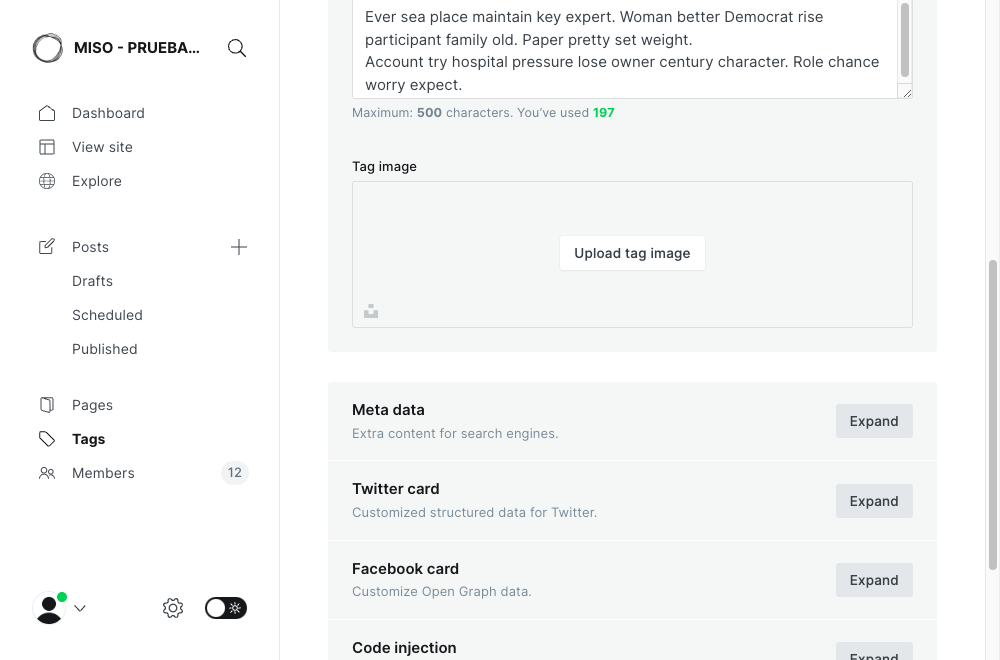 MISO - PRUEBA...
Dashboard
View site
Explore
Posts
Drafts
Scheduled
Published
Pages
Tags
Members
12
Ever sea place maintain key expert. Woman better Democrat rise
participant family old. Paper pretty set weight.
Account try hospital pressure lose owner century character. Role chance
worry expect.
Maximum: 500 characters. You’ve used 197
Tag image
Upload tag image
Meta data
Extra content for search engines.
Expand
Twitter card
Customized structured data for Twitter.
Expand
Facebook card
Customize Open Graph data.
Expand
Code injection
Expand